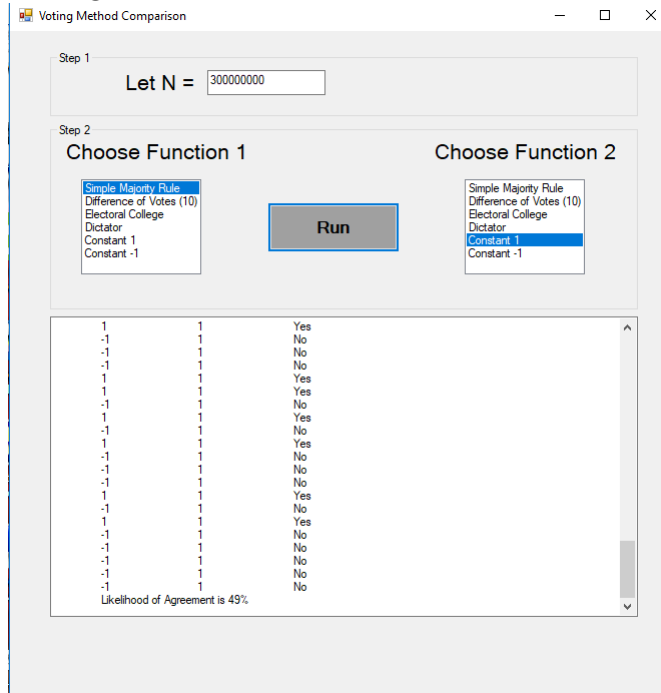 Voting Method Comparison
Step 1
Let N = 300000000
Step 2
Choose Function 1 Choose Function 2
Simple Majority Rule
Difference of Votes (10)
Electoral College
Dictator
Constant 1
Constant -1
Run
Simple Majority Rule
Difference of Votes (10)
Electoral College
Dictator
Constant 1
Constant -1
1 1 Yes
-1 1 No
-1 1 No
-1 1 No
1 1 Yes
1 1 Yes
-1 1 No
1 1 Yes
-1 1 No
1 1 Yes
-1 1 No
-1 1 No
-1 1 No
1 1 Yes
-1 1 No
1 1 Yes
-1 1 No
-1 1 No
-1 1 No
-1 1 No
-1 1 No
Likelihood of Agreement is 49%